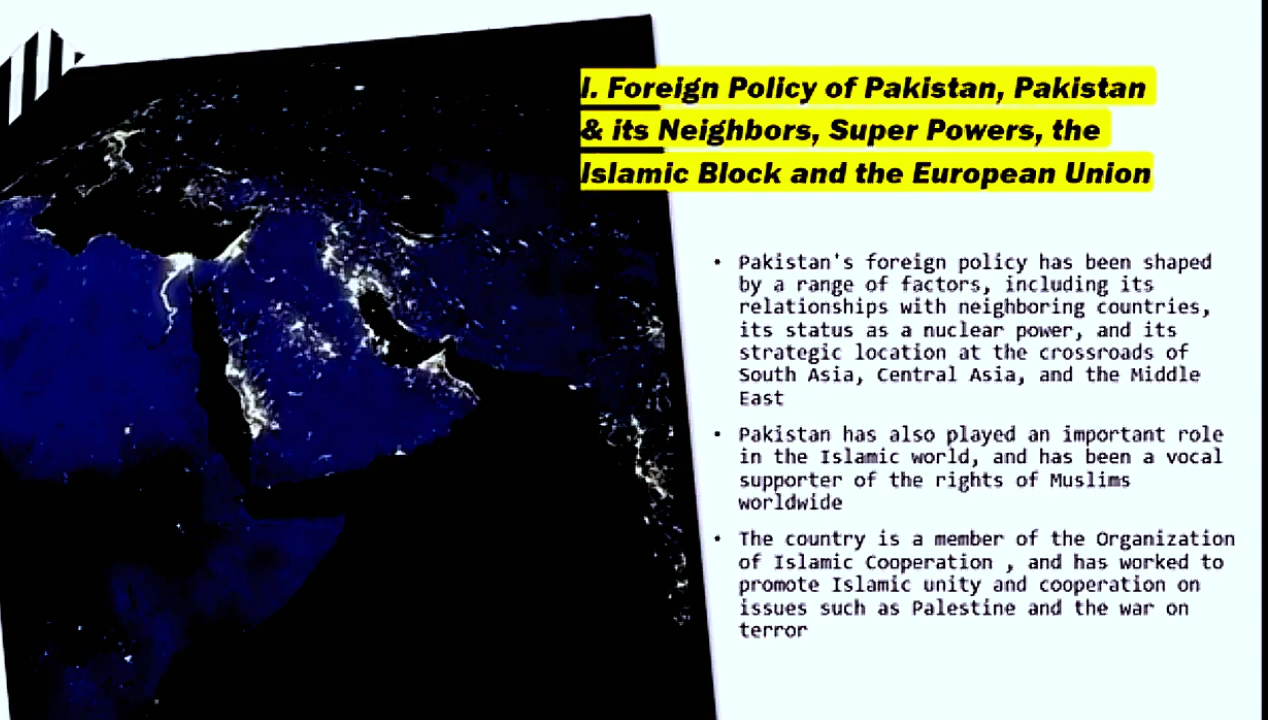 I. Foreign Policy of Pakistan, Pakistan
& its Neighbors, Super Powers, the
Islamic Block and the European Union
• Pakistan's foreign policy has been shaped
by a range of factors, including its
relationships with neighboring countries,
its status as a nuclear power, and its
strategic location at the crossroads of
South Asia, Central Asia, and the Middle
East
• Pakistan has also played an important role
in the Islamic world, and has been a vocal
supporter of the rights of Muslims
worldwide
• The country is a member of the Organization
of Islamic Cooperation , and has worked to
promote Islamic unity and cooperation on
issues such as Palestine and the war on
terror